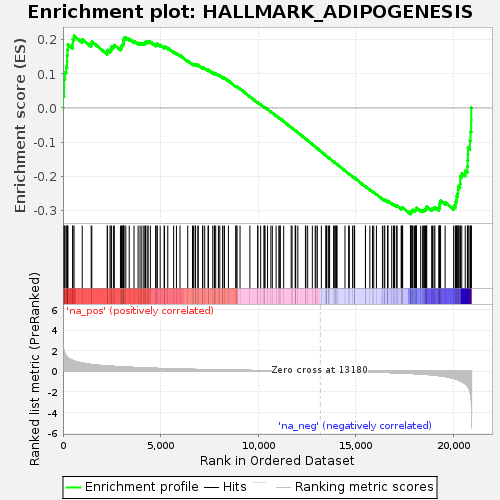 Enrichment plot: HALLMARK_ADIPOGENESIS
Enrichment score (ES)
0.2
0.1
0.0
-0.1
-0.2
-0.3
'na_pos' (positively correlated)
Ranked list metric (PreRanked)
6
4
2
0
-2
-4
-6
Zero cross at 13180
'na_neg' (negatively correlated)
0
5,000
10,000
15,000
20,000
Rank in Ordered Dataset
Enrichment profile
Hits
Ranking metric scores